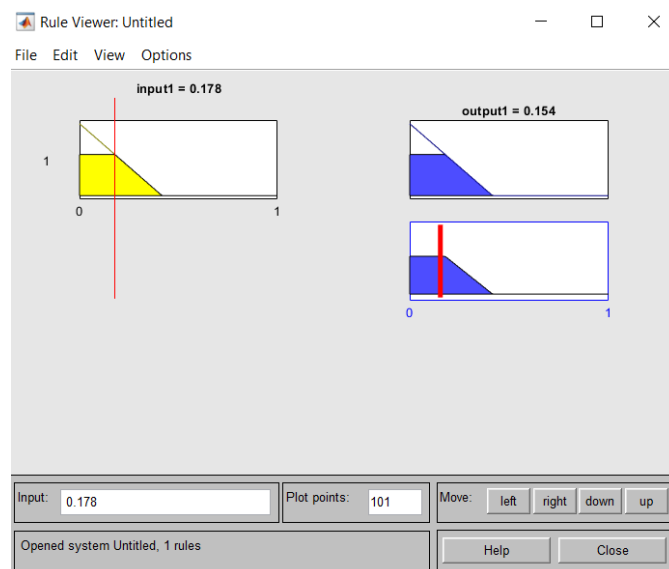 Rule Viewer: Untitled
File Edit View Options
input1 = 0.178
output1 = 0.154
1
0 1
0 1
Input: 0.178
Plot points: 101
Move: left right down up
Opened system Untitled, 1 rules
Help Close